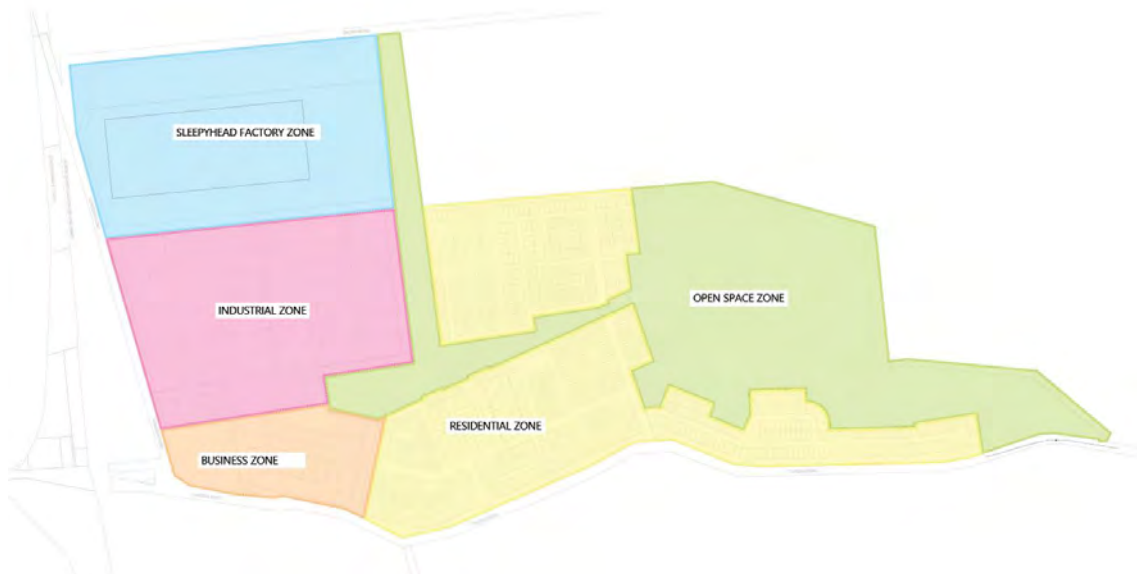 SLEEPYHEAD FACTORY ZONE
INDUSTRIAL ZONE
OPEN SPACE ZONE
RESIDENTIAL ZONE
BUSINESS ZONE